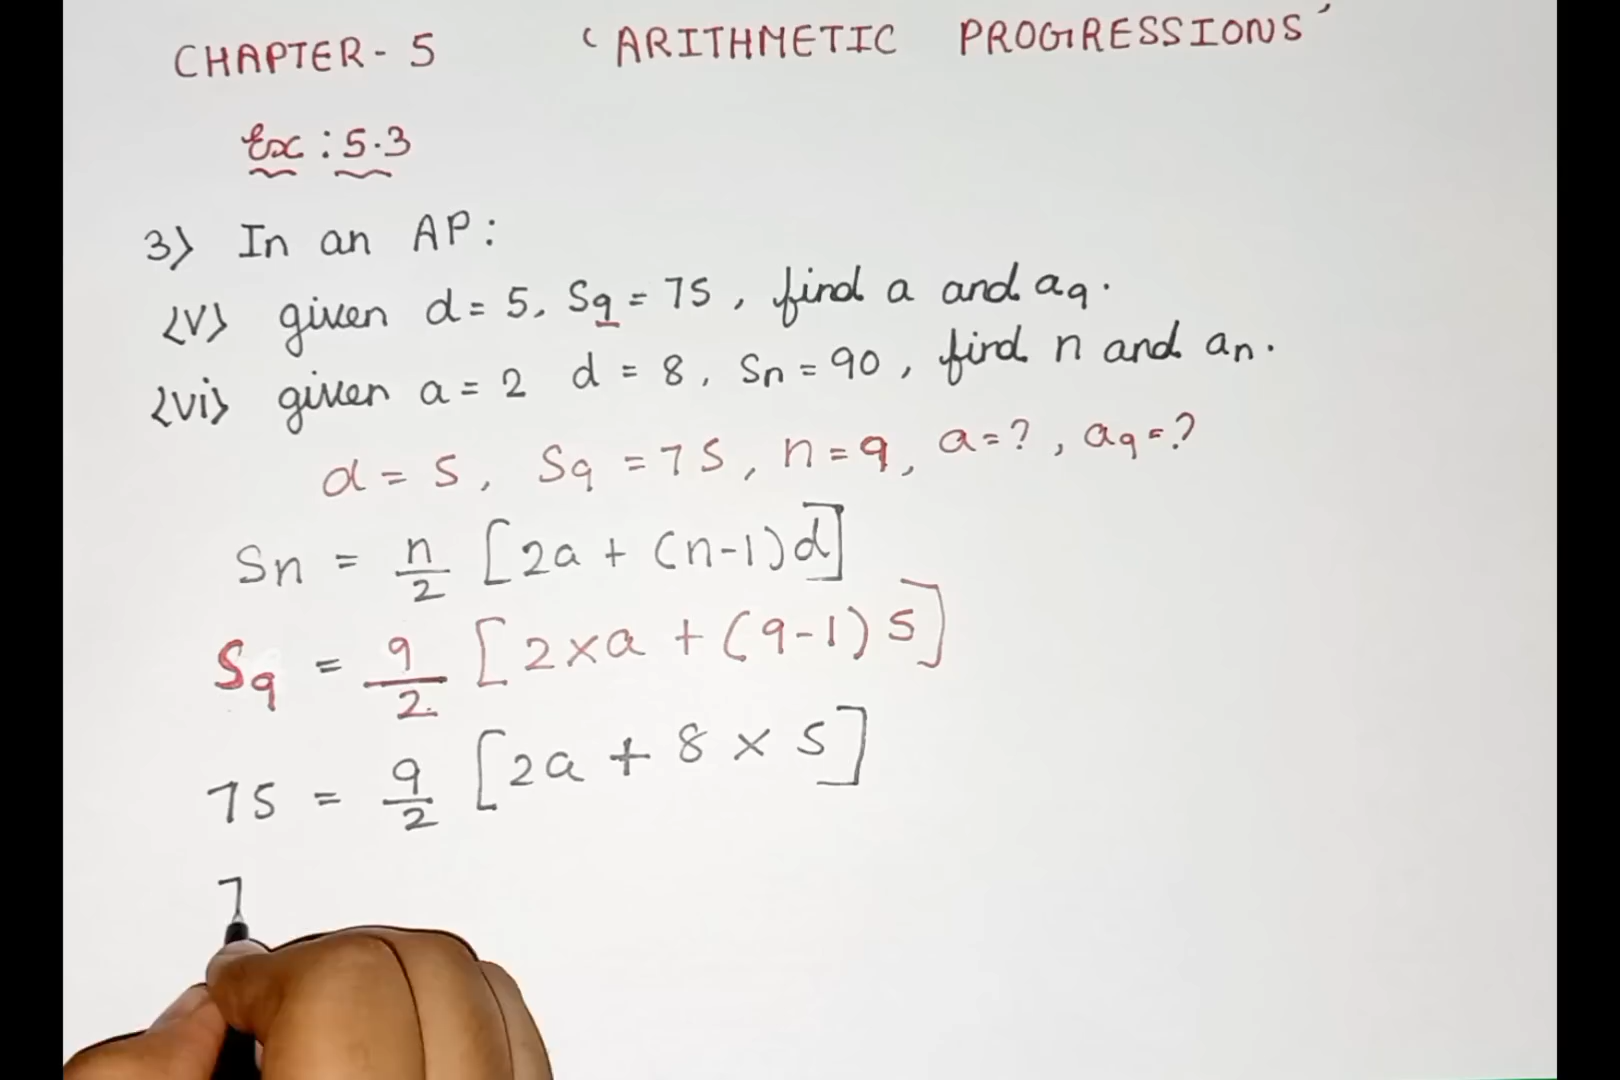 CHAPTER - 5 ‘ARITHMETIC PROGRESSIONS’
Ex : 5.3
3) In an AP:
(v) given d = 5, S₉ = 75, find a and a₉.
(vi) given a = 2 d = 8, Sn = 90, find n and an.
d = 5, S₉ = 75, n = 9, a = ?, a₉ = ?
Sn = n/2 [2a + (n-1)d]
S₉ = 9/2 [2×a + (9-1)5]
75 = 9/2 [2a + 8 × 5]
7